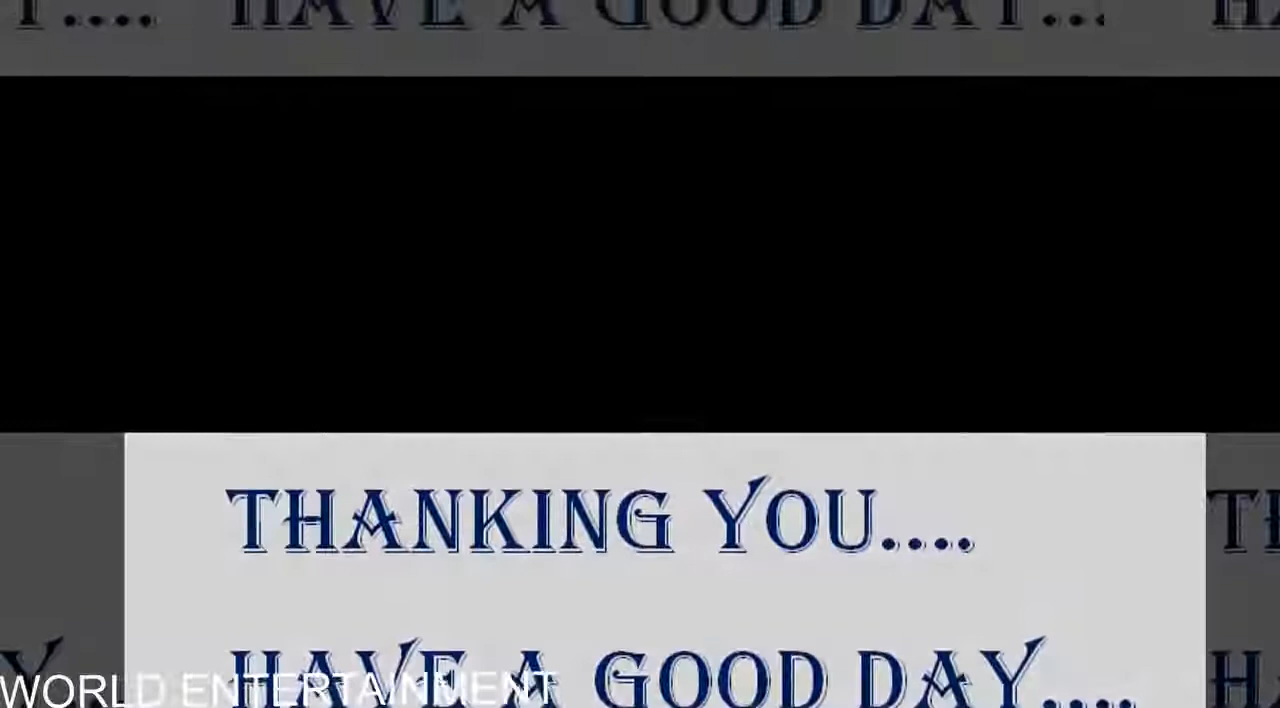 HAVE A GOOD DAY....
THANKING YOU....
HAVE A GOOD DAY....
WORLD ENTERTAINMENT